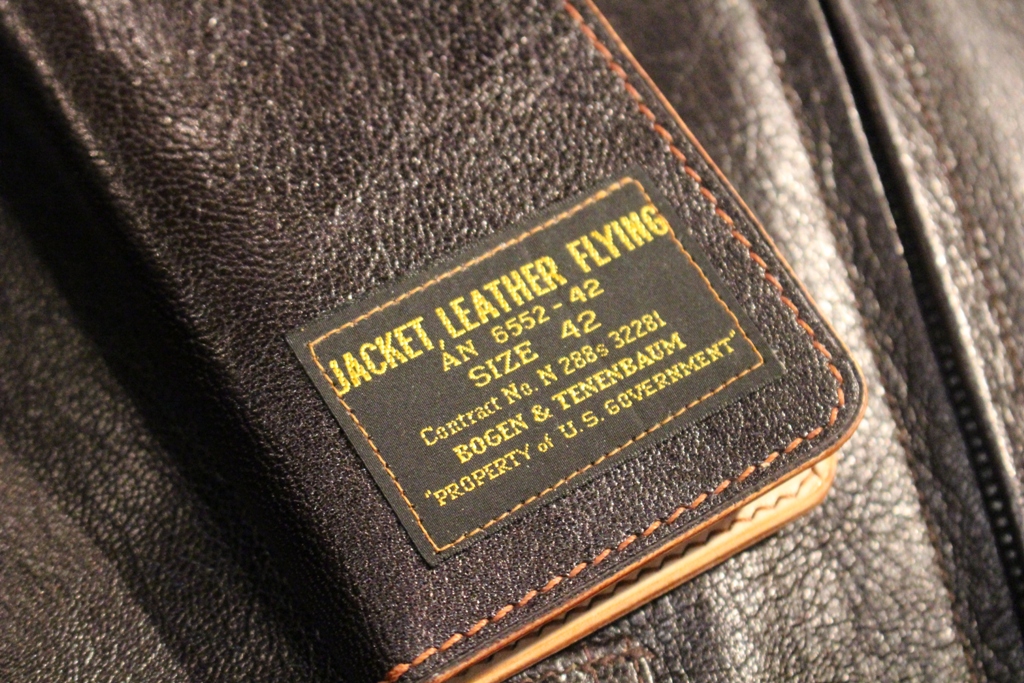 JACKET, LEATHER FLYING
AN 6552-42
SIZE 42
Contract No. N 288s 32281
BOGEN & TENENBAUM
"PROPERTY of U.S. GOVERNMENT"